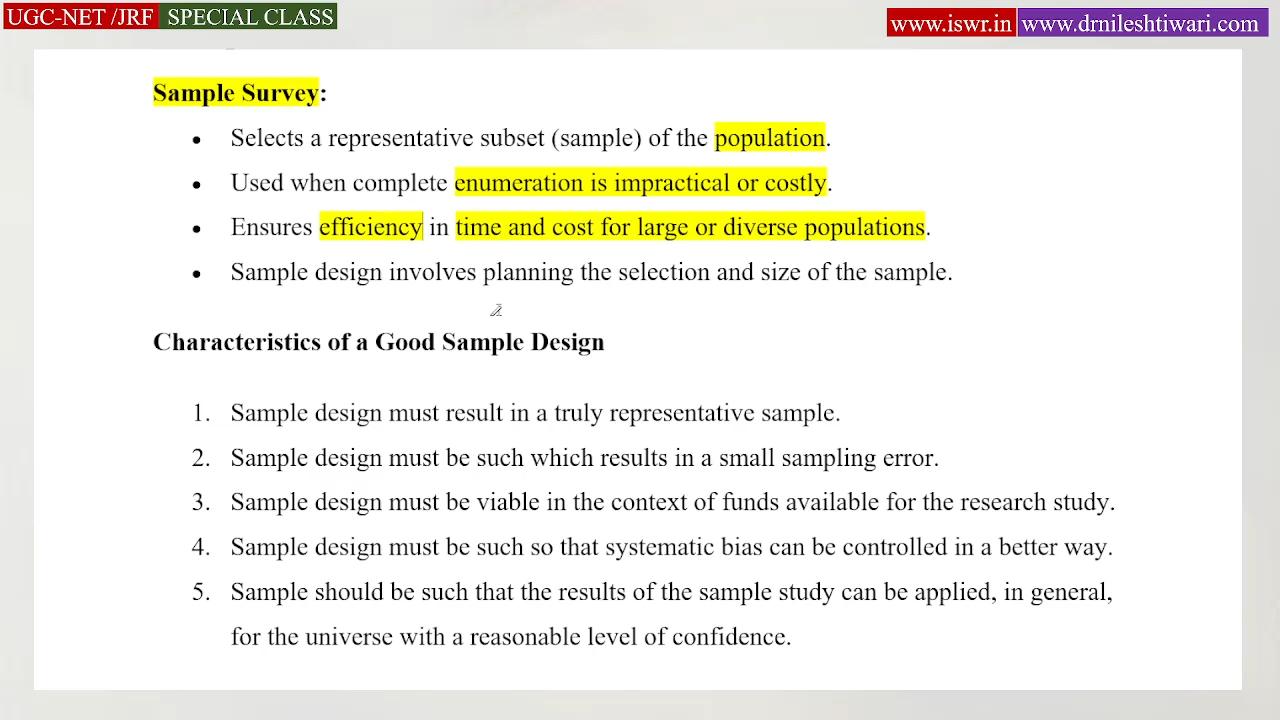 UGC-NET /JRF SPECIAL CLASS
www.iswr.in www.drnileshtiwari.com
Sample Survey:
• Selects a representative subset (sample) of the population.
• Used when complete enumeration is impractical or costly.
• Ensures efficiency in time and cost for large or diverse populations.
• Sample design involves planning the selection and size of the sample.
Characteristics of a Good Sample Design
1. Sample design must result in a truly representative sample.
2. Sample design must be such which results in a small sampling error.
3. Sample design must be viable in the context of funds available for the research study.
4. Sample design must be such so that systematic bias can be controlled in a better way.
5. Sample should be such that the results of the sample study can be applied, in general,
for the universe with a reasonable level of confidence.